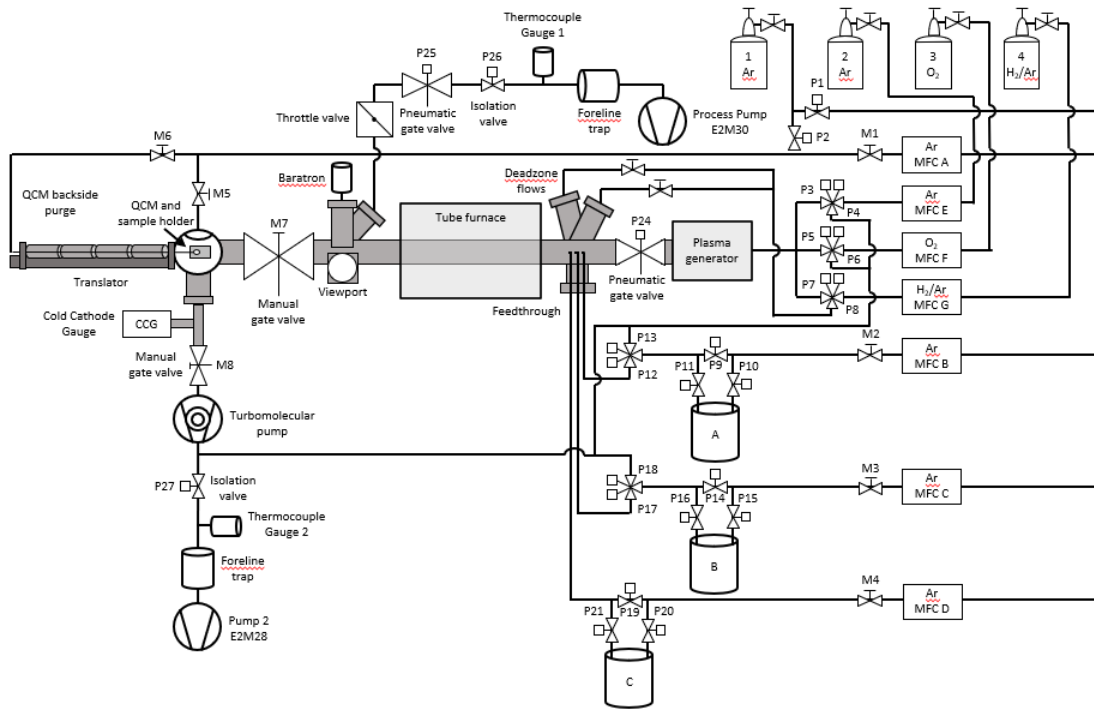 Thermocouple
Gauge 1
P25
P26
1
Ar
2
Ar
3
O2
4
H2/Ar
P1
P2
Throttle valve
Pneumatic
gate valve
Isolation
valve
Foreline
trap
Process Pump
E2M30
M6
M1
Ar
MFC A
QCM backside
purge
M5
Baratron
Deadzone
flows
QCM and
sample holder
M7
Tube furnace
P24
Plasma
generator
P3
P4
Ar
MFC E
P5
P6
O2
MFC F
P7
P8
H2/Ar
MFC G
Translator
Manual
gate valve
Viewport
Feedthrough
Pneumatic
gate valve
Cold Cathode
Gauge
CCG
Manual
gate valve
M8
P13
P12
P11
P9
P10
M2
Ar
MFC B
A
Turbomolecular
pump
P27
Isolation
valve
P18
P17
P16
P14
P15
M3
Ar
MFC C
B
Thermocouple
Gauge 2
Foreline
trap
Pump 2
E2M28
P21
P19
P20
M4
Ar
MFC D
C